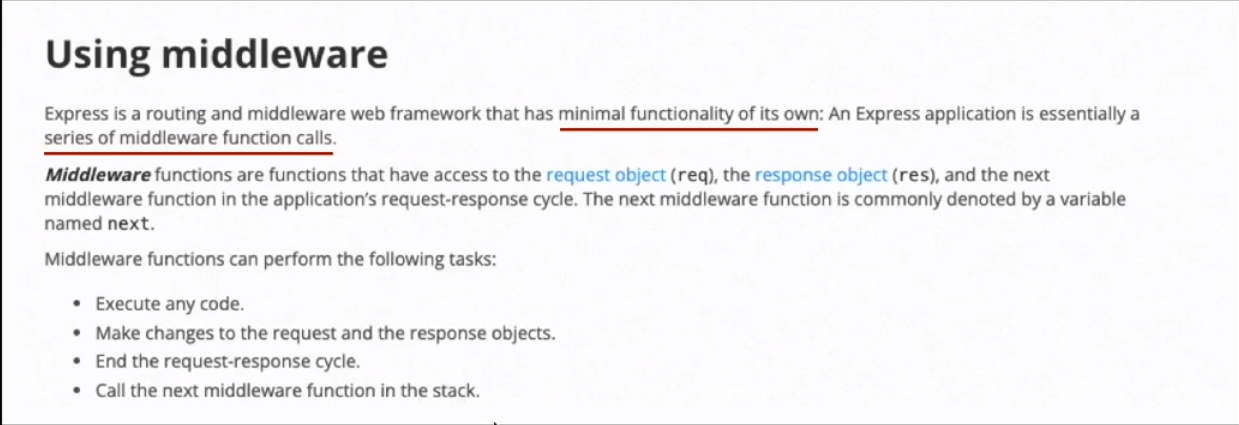 Using middleware
Express is a routing and middleware web framework that has minimal functionality of its own: An Express application is essentially a
series of middleware function calls.
Middleware functions are functions that have access to the request object (req), the response object (res), and the next
middleware function in the application’s request-response cycle. The next middleware function is commonly denoted by a variable
named next.
Middleware functions can perform the following tasks:
• Execute any code.
• Make changes to the request and the response objects.
• End the request-response cycle.
• Call the next middleware function in the stack.